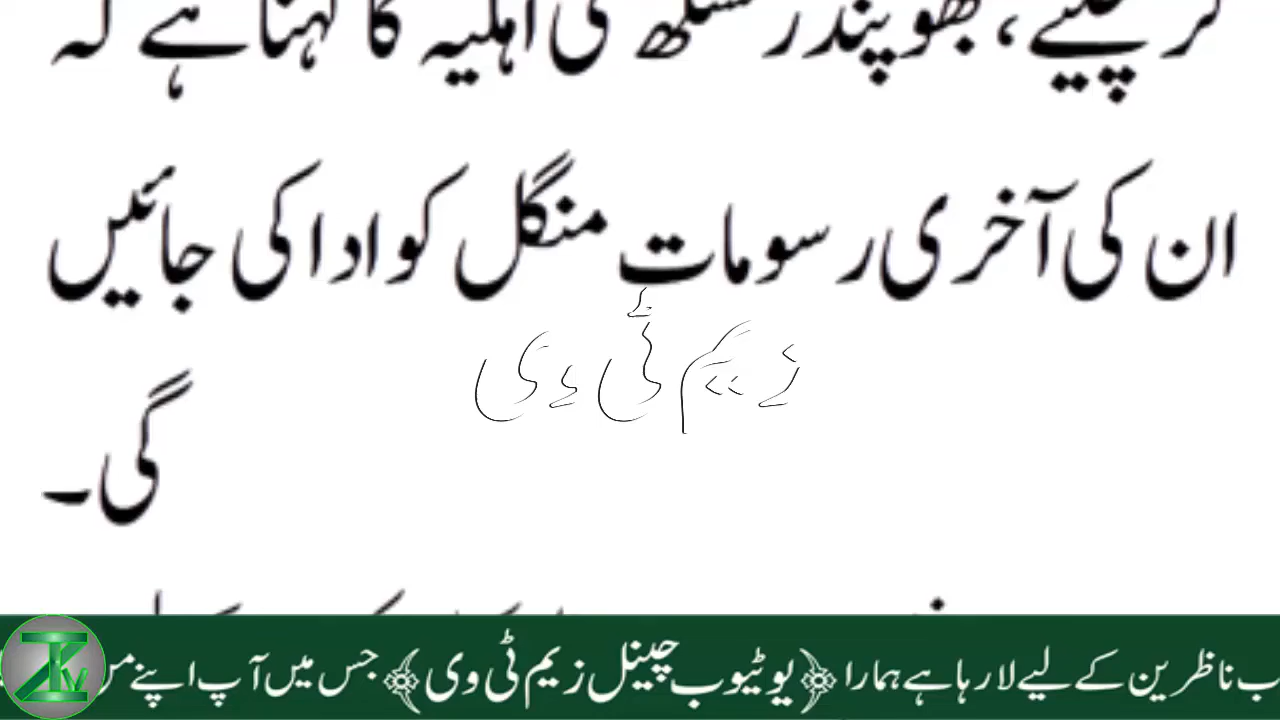 کر چلیے، بھوپندر سنگھ کی اہلیہ کا کہنا ہے کہ
ان کی آخری رسومات منگل کو ادا کی جائیں
گی۔
زیم ٹی وی
ناظرین کے لیے لا رہا ہے ہمارا یوٹیوب چینل زیم ٹی وی جس میں آپ اپنے